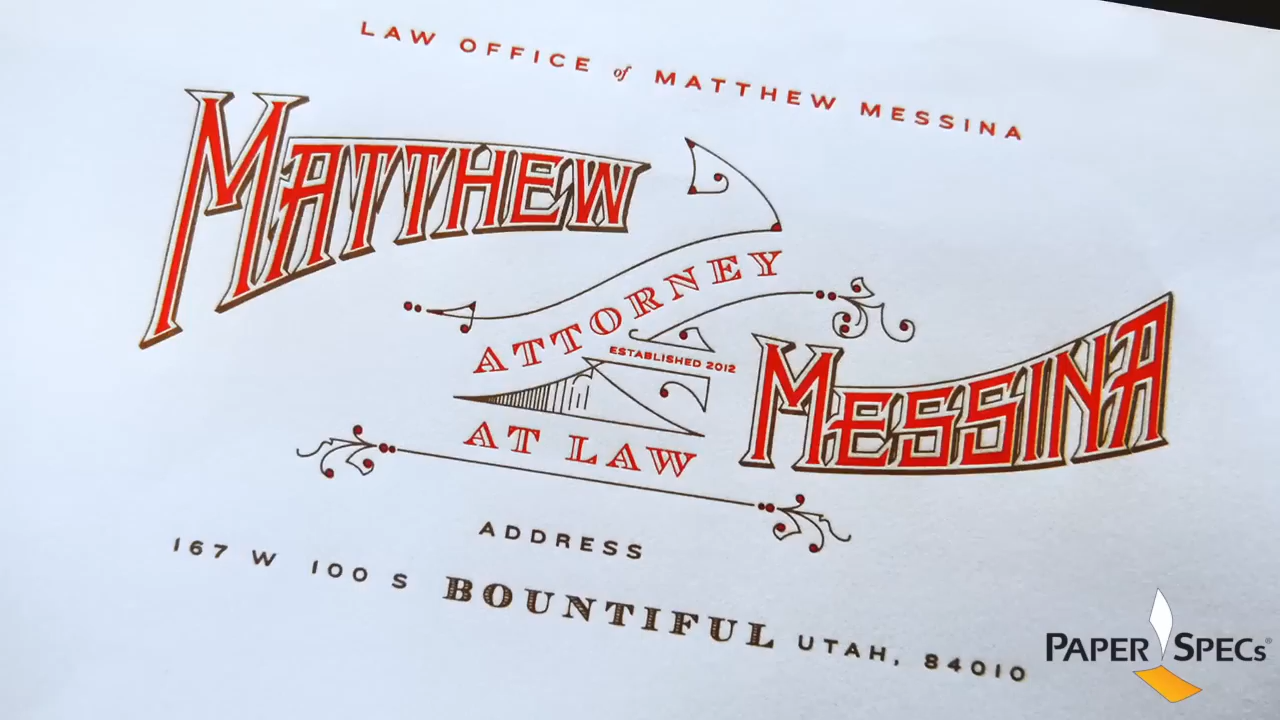 LAW OFFICE of MATTHEW MESSINA
MATTHEW
ATTORNEY
ESTABLISHED 2012
MESSINA
AT LAW
ADDRESS
167 W 100 S BOUNTIFUL UTAH, 84010
PAPER SPECS®